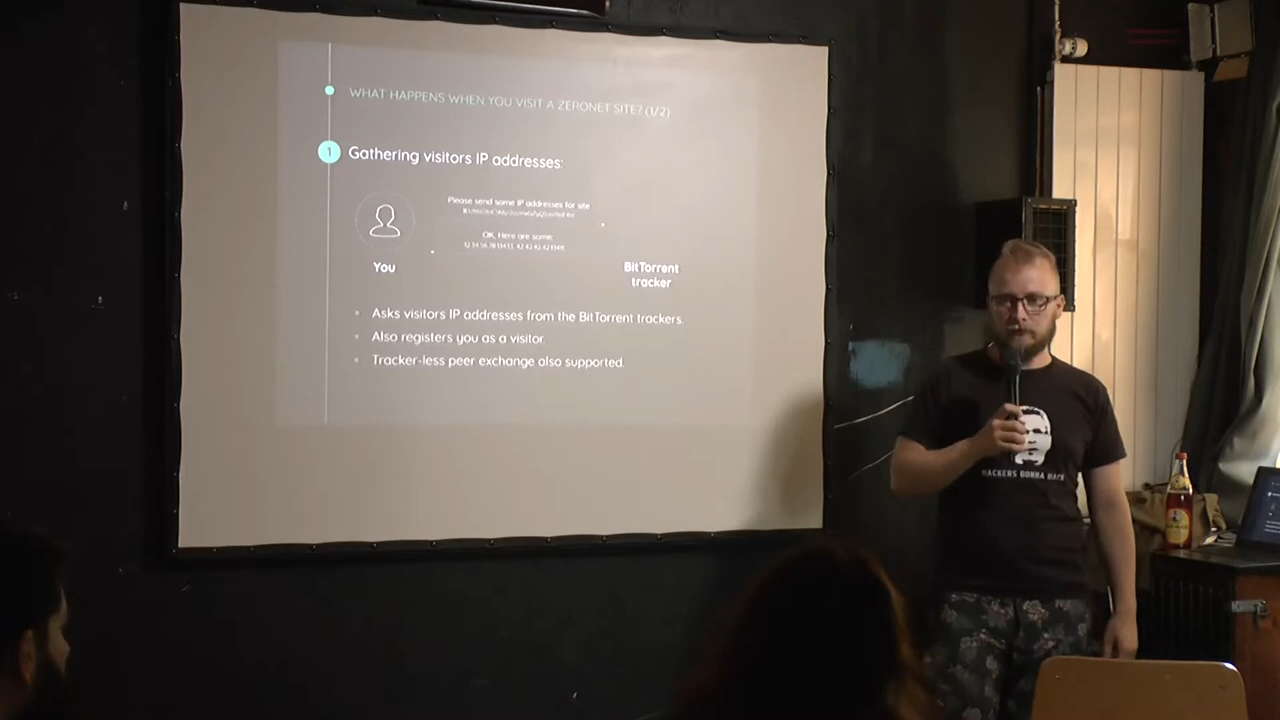 WHAT HAPPENS WHEN YOU VISIT A ZERONET SITE? (1/2)
1 Gathering visitors IP addresses:
Please send some IP addresses for site
OK, Here are some:
You
BitTorrent
tracker
Asks visitors IP addresses from the BitTorrent trackers.
Also registers you as a visitor.
Tracker-less peer exchange also supported.
HACKERS GONNA HACK